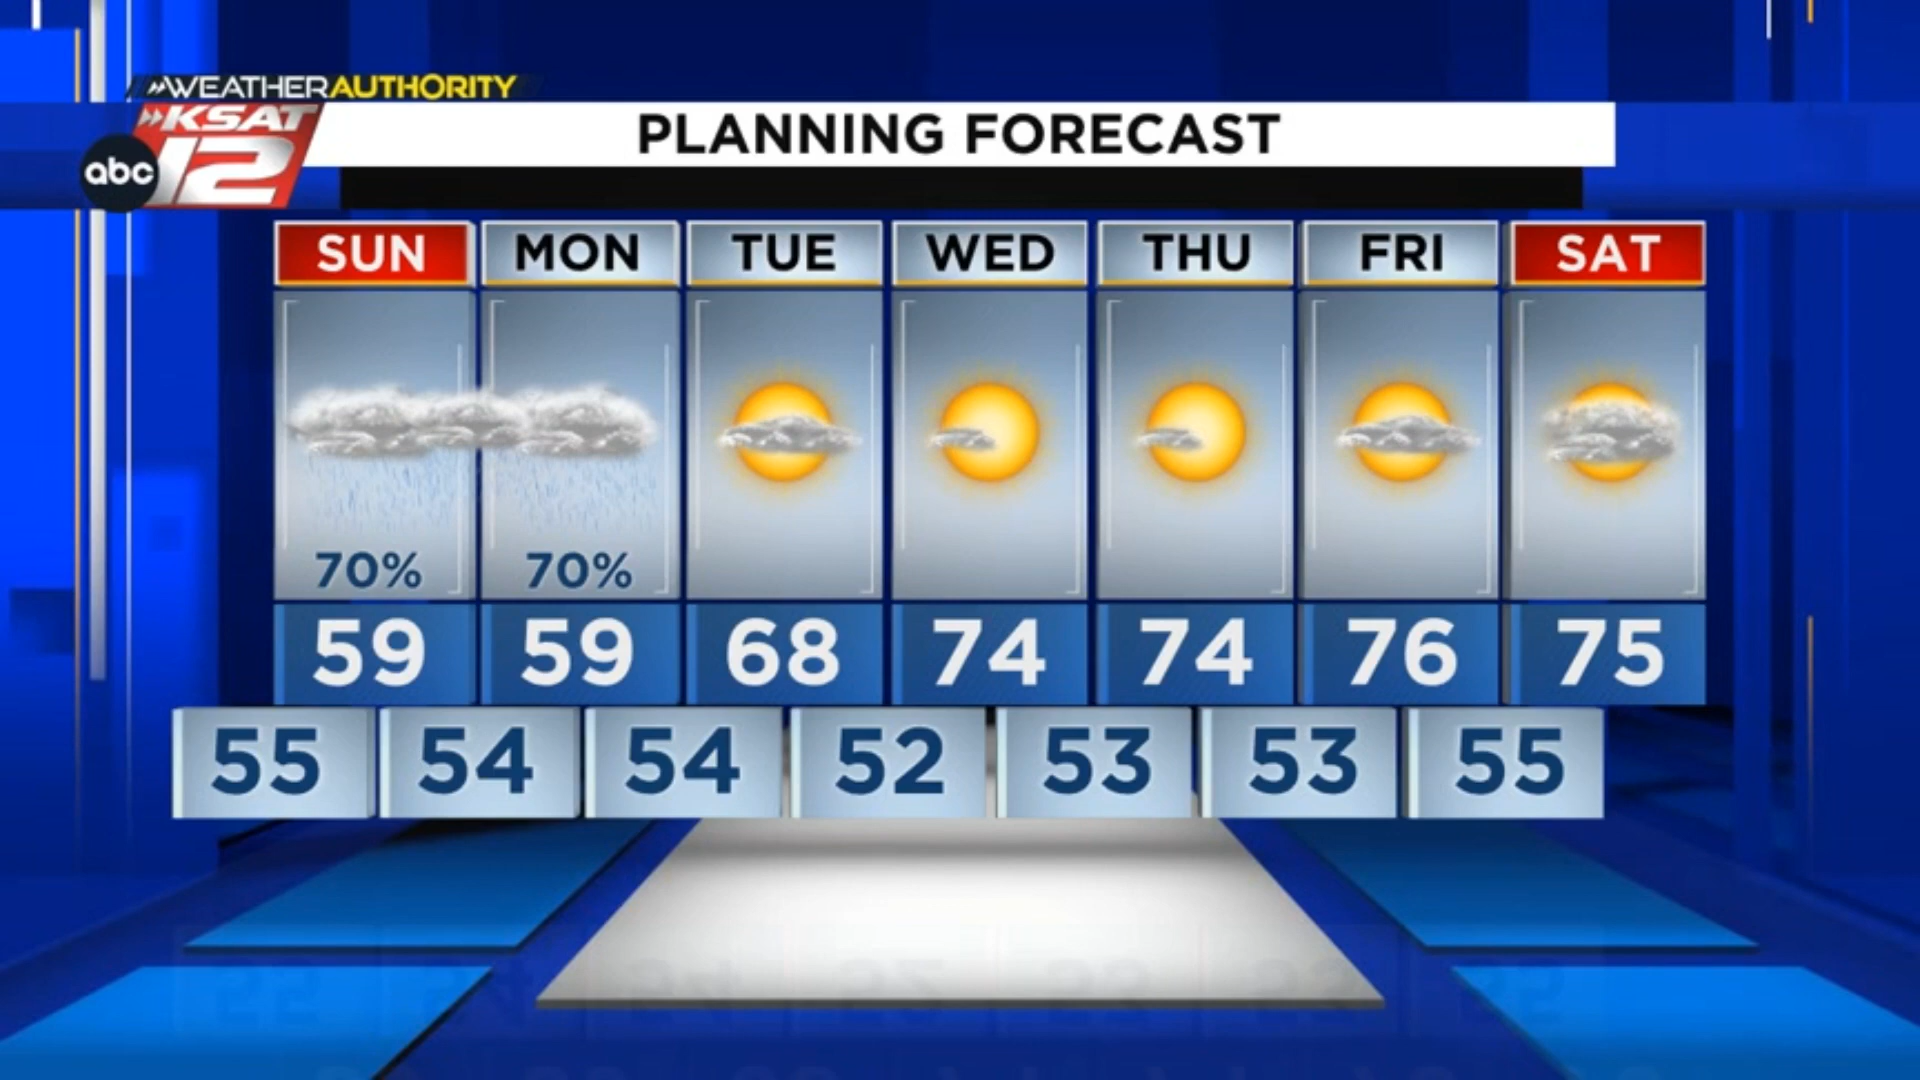 WEATHERAUTHORITY
KSAT
abc 12
PLANNING FORECAST
SUN MON TUE WED THU FRI SAT
70% 70%
59 59 68 74 74 76 75
55 54 54 52 53 53 55